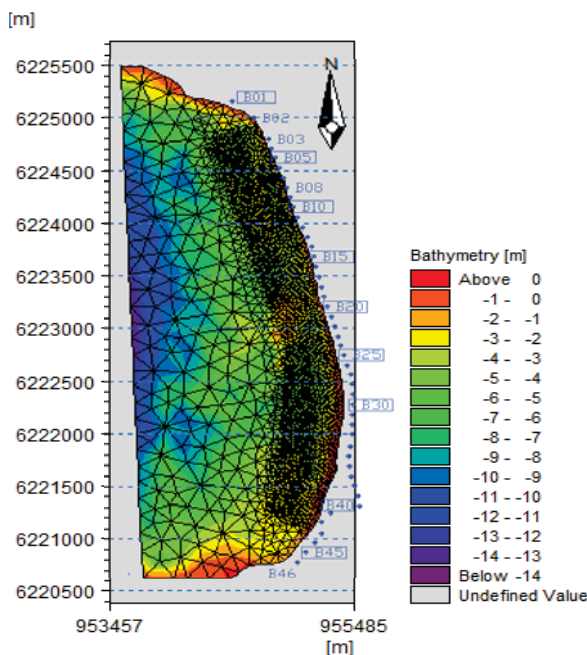 [m]
N
6225500
6225000
6224500
6224000
6223500
6223000
6222500
6222000
6221500
6221000
6220500
B01
B02
B03
B05
B08
B10
B15
B20
B25
B30
B40
B45
B46
953457
955485
[m]
Bathymetry [m]
Above 0
-1 - 0
-2 - -1
-3 - -2
-4 - -3
-5 - -4
-6 - -5
-7 - -6
-8 - -7
-9 - -8
-10 - -9
-11 - -10
-12 - -11
-13 - -12
-14 - -13
Below -14
Undefined Value